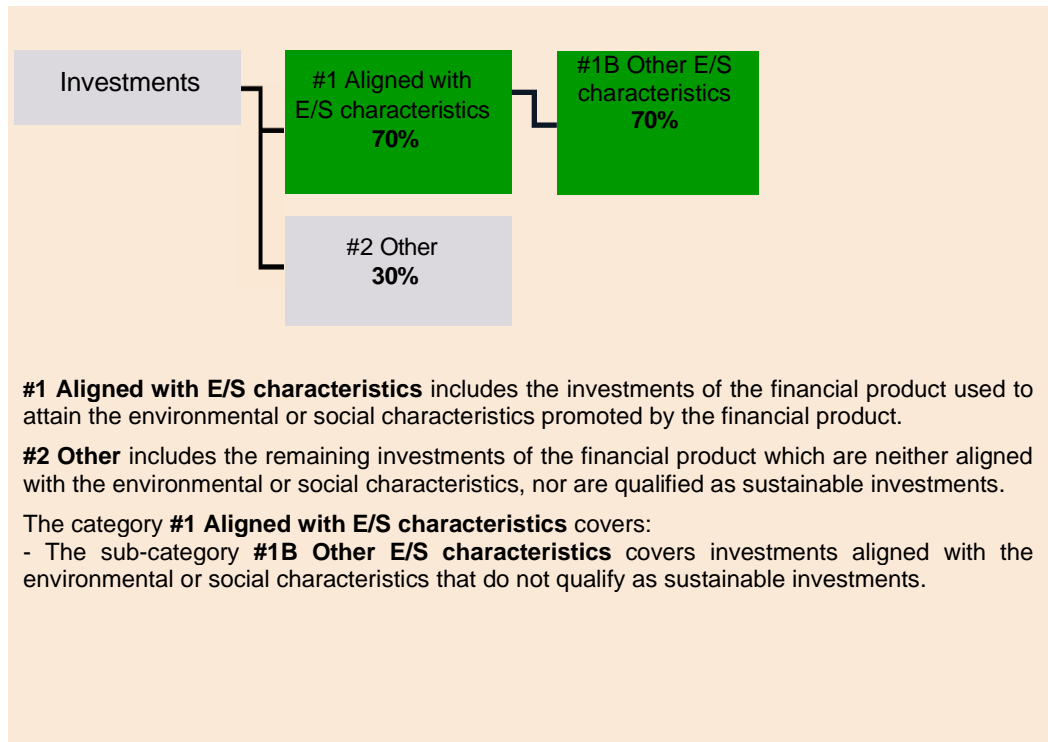 Investments
#1 Aligned with
E/S characteristics
70%
#1B Other E/S
characteristics
70%
#2 Other
30%
#1 Aligned with E/S characteristics includes the investments of the financial product used to
attain the environmental or social characteristics promoted by the financial product.
#2 Other includes the remaining investments of the financial product which are neither aligned
with the environmental or social characteristics, nor are qualified as sustainable investments.
The category #1 Aligned with E/S characteristics covers:
- The sub-category #1B Other E/S characteristics covers investments aligned with the
environmental or social characteristics that do not qualify as sustainable investments.